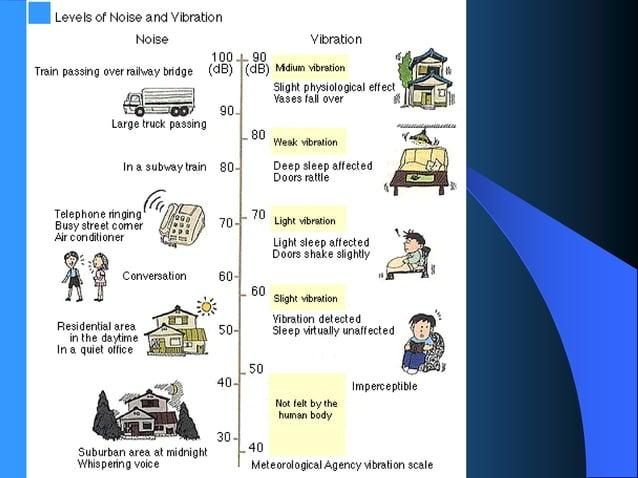 Levels of Noise and Vibration
Noise
Vibration
100 90
(dB) (dB)
Train passing over railway bridge
Midium vibration
Slight physiological effect
Vases fall over
90
Large truck passing
80
Weak vibration
In a subway train
80
Deep sleep affected
Doors rattle
Telephone ringing
Busy street corner
Air conditioner
70
70
Light vibration
Light sleep affected
Doors shake slightly
Conversation
60
60
Slight vibration
Residential area
in the daytime
In a quiet office
50
Vibration detected
Sleep virtually unaffected
50
Imperceptible
Not felt by the
human body
30
40
Suburban area at midnight
Whispering voice
Meteorological Agency vibration scale